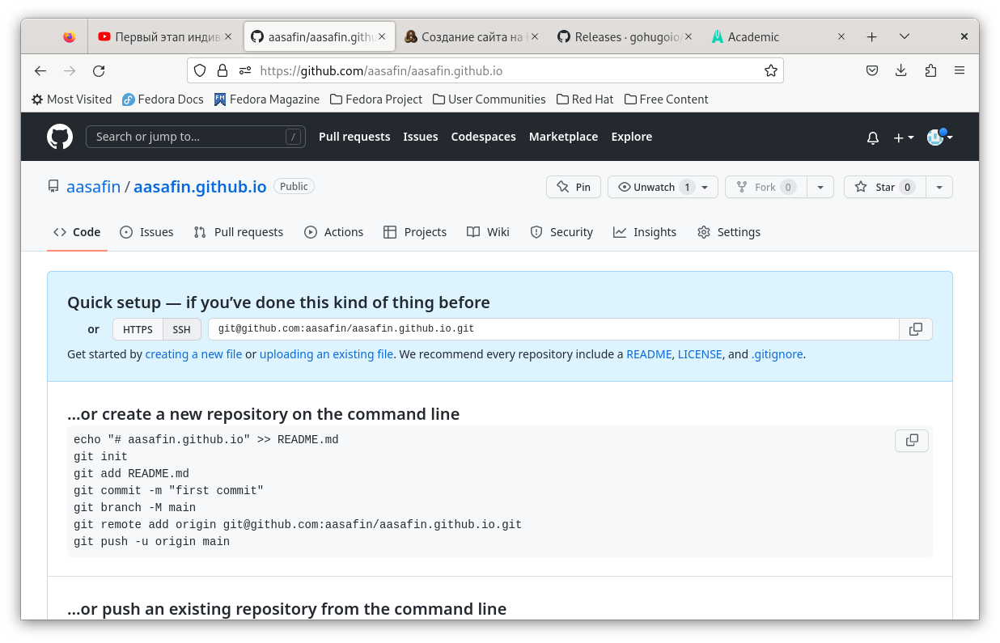 Первый этап индив aasafin/aasafin.githu Создание сайта на Releases · gohugoio/ Academic
https://github.com/aasafin/aasafin.github.io
Most Visited Fedora Docs Fedora Magazine Fedora Project User Communities Red Hat Free Content
Search or jump to... / Pull requests Issues Codespaces Marketplace Explore
aasafin / aasafin.github.io Public Pin Unwatch 1 Fork 0 Star 0
Code Issues Pull requests Actions Projects Wiki Security Insights Settings
Quick setup — if you’ve done this kind of thing before
or HTTPS SSH git@github.com:aasafin/aasafin.github.io.git
Get started by creating a new file or uploading an existing file. We recommend every repository include a README, LICENSE, and .gitignore.
…or create a new repository on the command line
echo "# aasafin.github.io" >> README.md
git init
git add README.md
git commit -m "first commit"
git branch -M main
git remote add origin git@github.com:aasafin/aasafin.github.io.git
git push -u origin main
…or push an existing repository from the command line